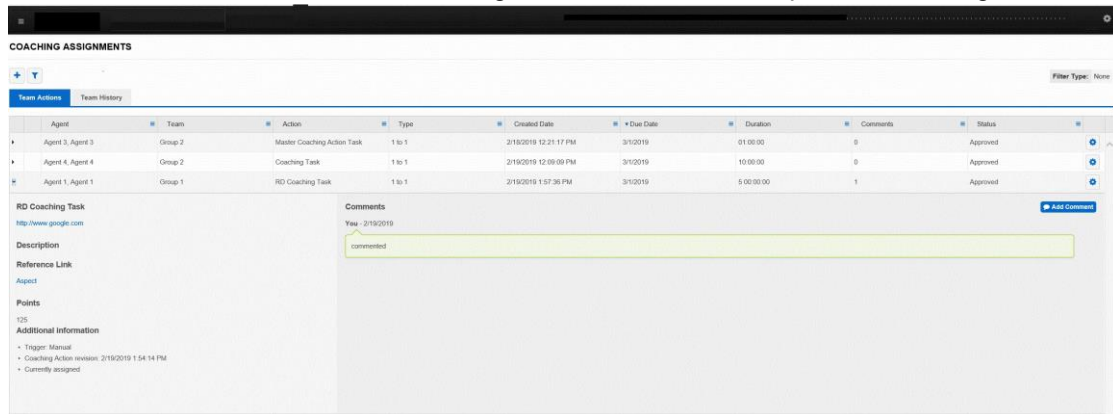 COACHING ASSIGNMENTS
Filter Type: None
Team Actions Team History
Agent Team Action Type Created Date Due Date Duration Comments Status
Agent 3, Agent 3 Group 2 Master Coaching Action Task 1 to 1 2/18/2019 12:21:17 PM 3/1/2019 01:00:00 0 Approved
Agent 4, Agent 4 Group 2 Coaching Task 1 to 1 2/19/2019 12:09:09 PM 3/1/2019 10:00:00 0 Approved
Agent 1, Agent 1 Group 1 RD Coaching Task 1 to 1 2/19/2019 1:57:36 PM 3/1/2019 5 00:00:00 1 Approved
RD Coaching Task
http://www.google.com
Description
Reference Link
Aspect
Points
125
Additional Information
• Trigger: Manual
• Coaching Action revision: 2/19/2019 1:54:14 PM
• Currently assigned
Comments
Add Comment
You - 2/19/2019
commented